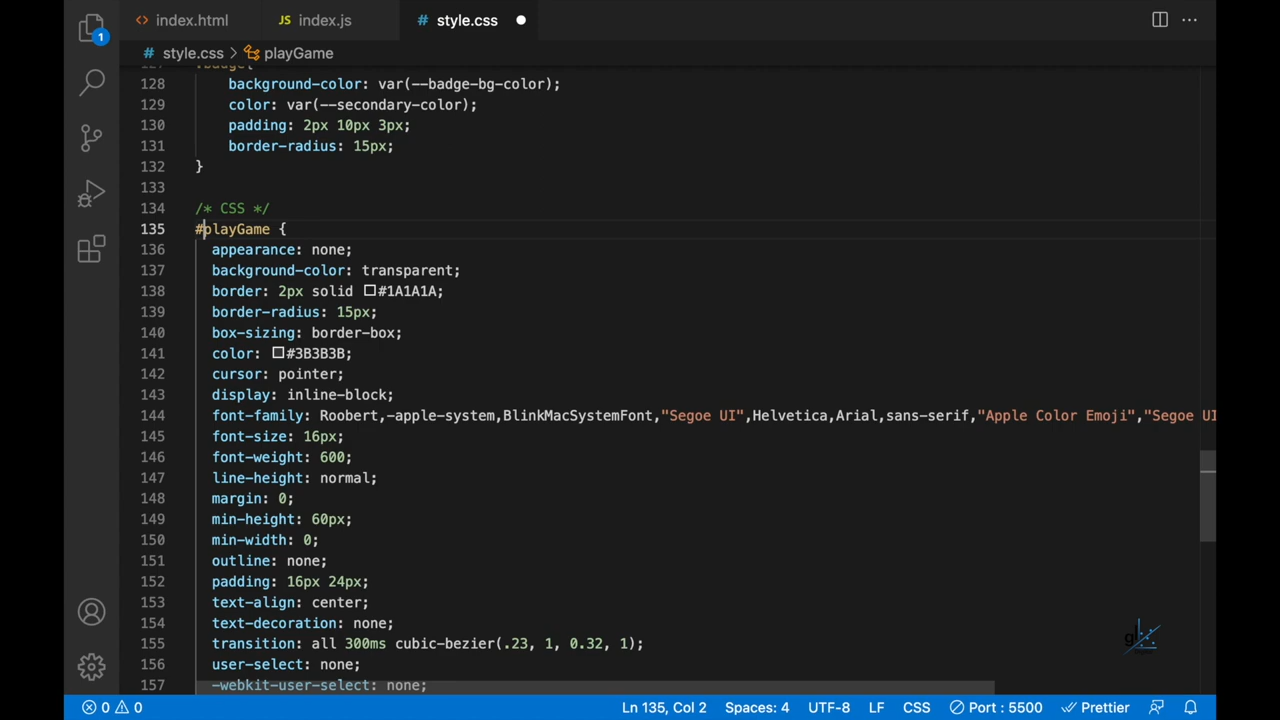 index.html
JS index.js
# style.css
# style.css > playGame
1
128 background-color: var(--badge-bg-color);
129 color: var(--secondary-color);
130 padding: 2px 10px 3px;
131 border-radius: 15px;
132 }
133
134 /* CSS */
135 #playGame {
136 appearance: none;
137 background-color: transparent;
138 border: 2px solid #1A1A1A;
139 border-radius: 15px;
140 box-sizing: border-box;
141 color: #3B3B3B;
142 cursor: pointer;
143 display: inline-block;
144 font-family: Roobert,-apple-system,BlinkMacSystemFont,"Segoe UI",Helvetica,Arial,sans-serif,"Apple Color Emoji","Segoe UI
145 font-size: 16px;
146 font-weight: 600;
147 line-height: normal;
148 margin: 0;
149 min-height: 60px;
150 min-width: 0;
151 outline: none;
152 padding: 16px 24px;
153 text-align: center;
154 text-decoration: none;
155 transition: all 300ms cubic-bezier(.23, 1, 0.32, 1);
156 user-select: none;
157 -webkit-user-select: none;
0 0 Ln 135, Col 2 Spaces: 4 UTF-8 LF CSS Port : 5500 Prettier